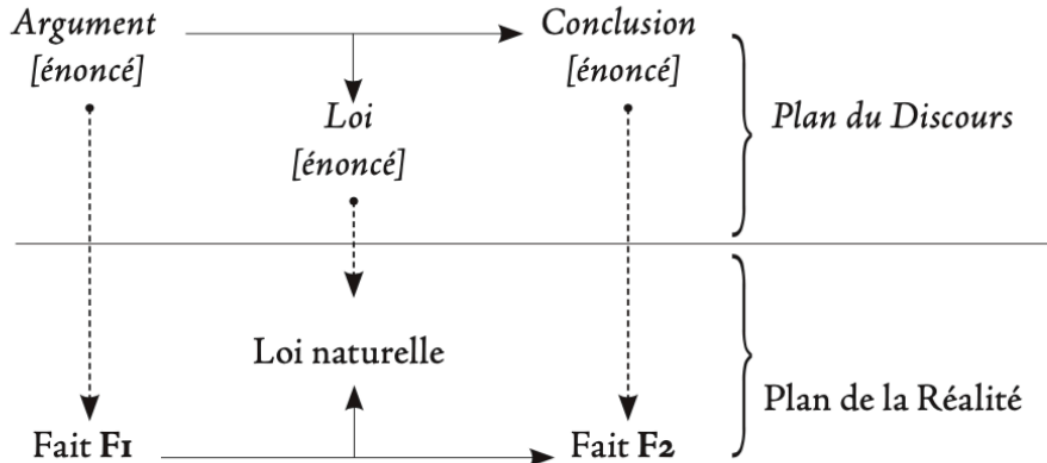 Argument
[énoncé]
Conclusion
[énoncé]
Loi
[énoncé]
Plan du Discours
Loi naturelle
Plan de la Réalité
Fait F1
Fait F2